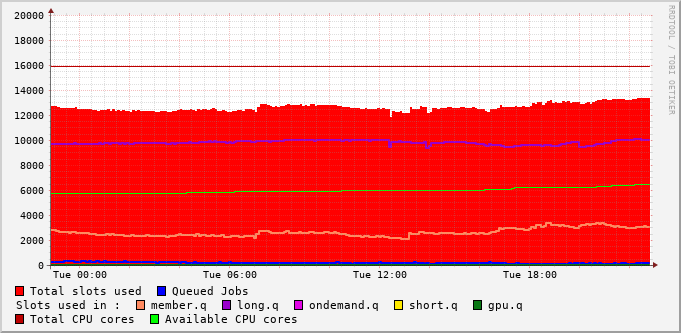 20000
18000
16000
14000
12000
10000
8000
6000
4000
2000
0
Tue 00:00 Tue 06:00 Tue 12:00 Tue 18:00
Total slots used Queued Jobs
Slots used in : member.q long.q ondemand.q short.q gpu.q
Total CPU cores Available CPU cores
RRDTOOL / TOBI OETIKER